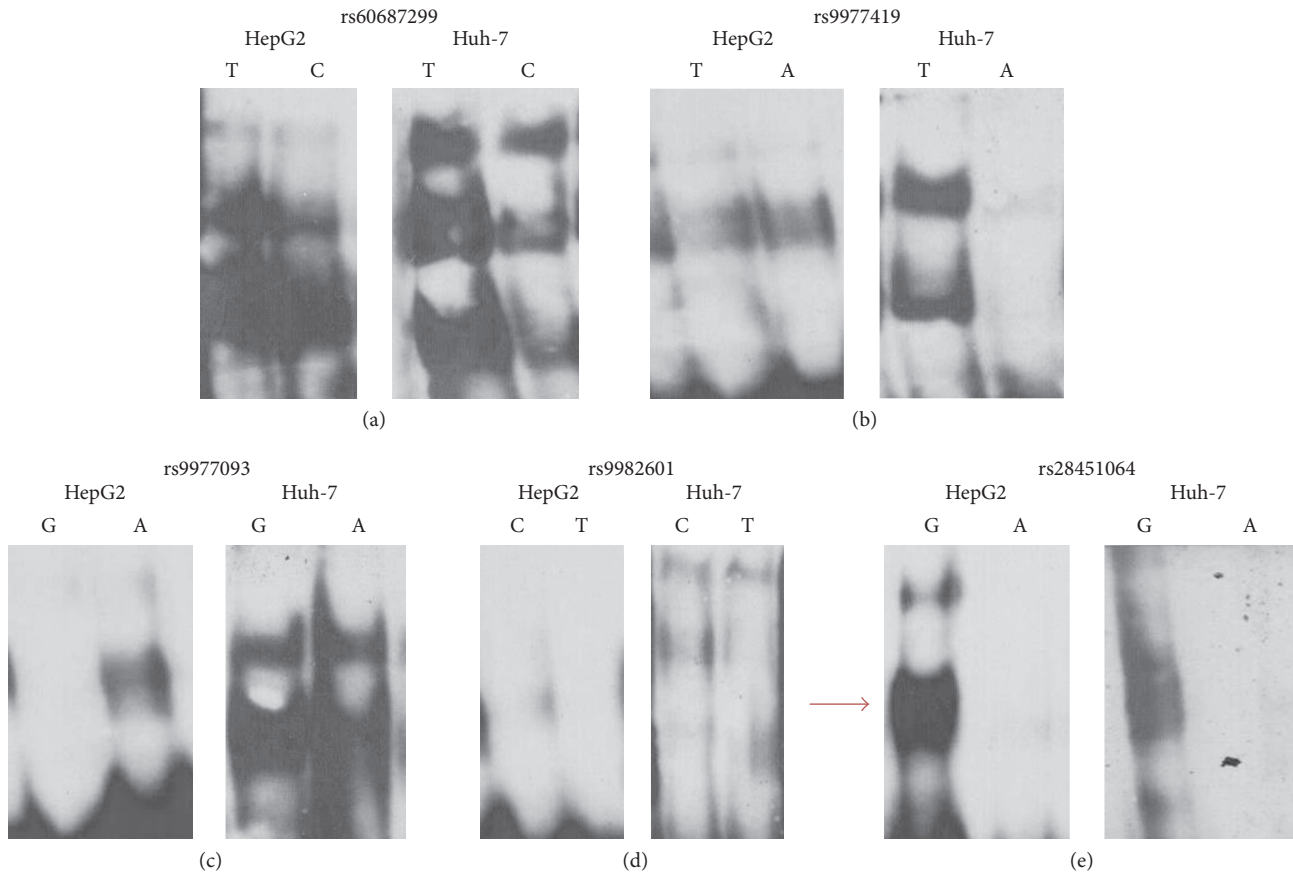 rs60687299
HepG2 Huh-7
T C T C
(a)
rs9977419
HepG2 Huh-7
T A T A
(b)
rs9977093
HepG2 Huh-7
G A G A
(c)
rs9982601
HepG2 Huh-7
C T C T
(d)
rs28451064
HepG2 Huh-7
G A G A
(e)